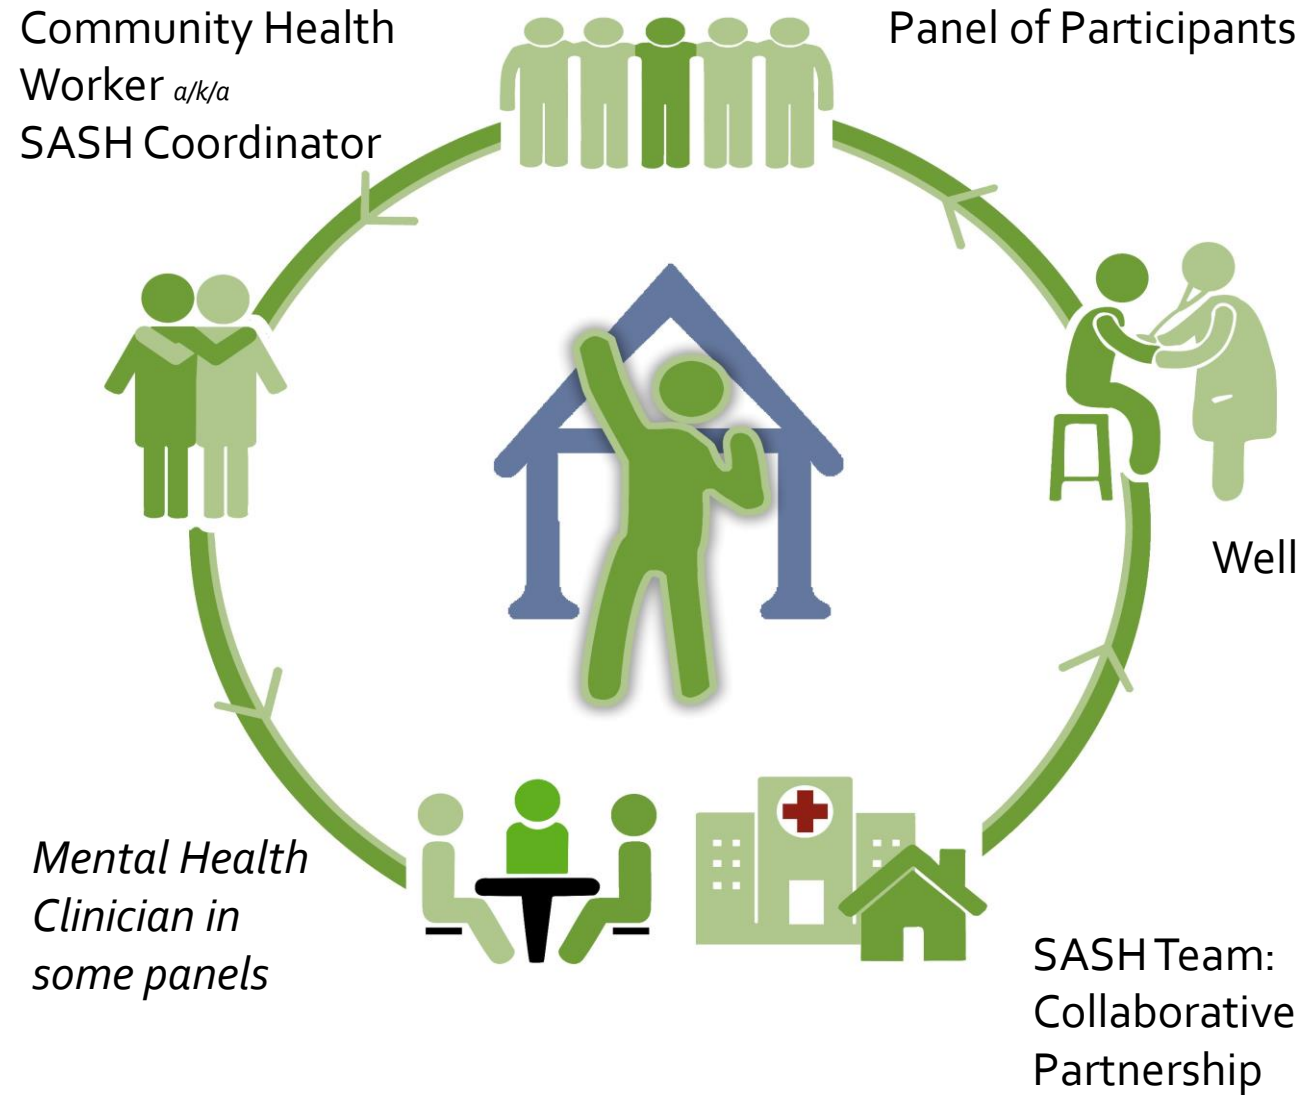 Community Health
Worker a/k/a
SASH Coordinator
Panel of Participants
Well
Mental Health
Clinician in
some panels
SASH Team:
Collaborative
Partnership